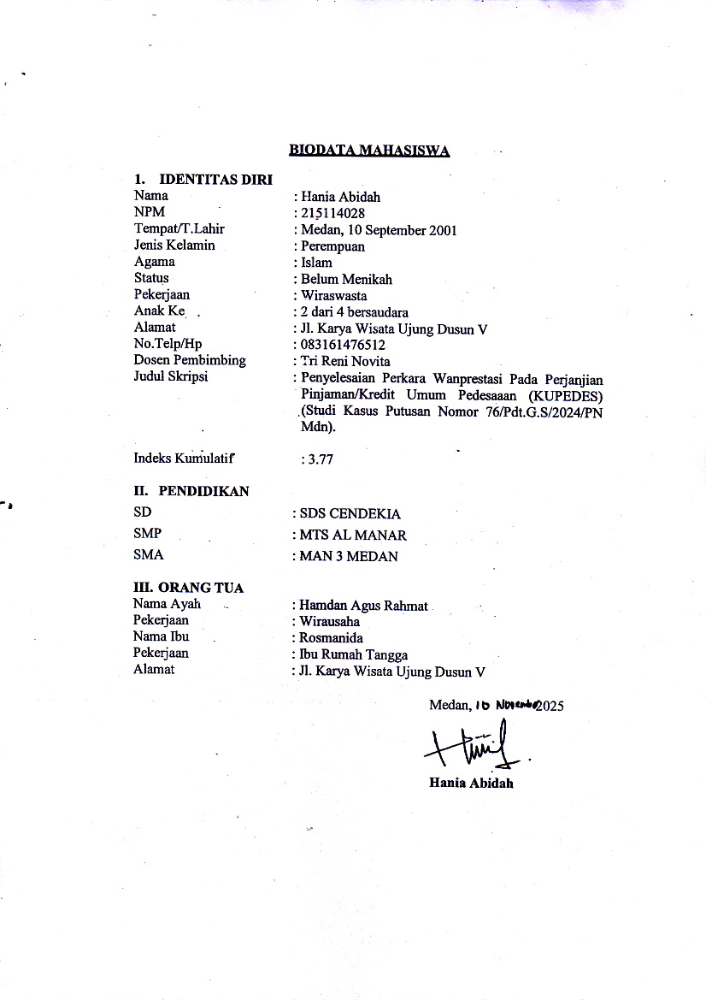 BIODATA MAHASISWA
1. IDENTITAS DIRI
Nama : Hania Abidah
NPM : 215114028
Tempat/T.Lahir : Medan, 10 September 2001
Jenis Kelamin : Perempuan
Agama : Islam
Status : Belum Menikah
Pekerjaan : Wiraswasta
Anak Ke : 2 dari 4 bersaudara
Alamat : Jl. Karya Wisata Ujung Dusun V
No.Telp/Hp : 083161476512
Dosen Pembimbing : Tri Reni Novita
Judul Skripsi : Penyelesaian Perkara Wanprestasi Pada Perjanjian
Pinjaman/Kredit Umum Pedesaaan (KUPEDES)
(Studi Kasus Putusan Nomor 76/Pdt.G.S/2024/PN
Mdn).
Indeks Kumulatif : 3.77
II. PENDIDIKAN
SD : SDS CENDEKIA
SMP : MTS AL MANAR
SMA : MAN 3 MEDAN
III. ORANG TUA
Nama Ayah : Hamdan Agus Rahmat
Pekerjaan : Wirausaha
Nama Ibu : Rosmanida
Pekerjaan : Ibu Rumah Tangga
Alamat : Jl. Karya Wisata Ujung Dusun V
Medan, 10 November 2025
Hania Abidah